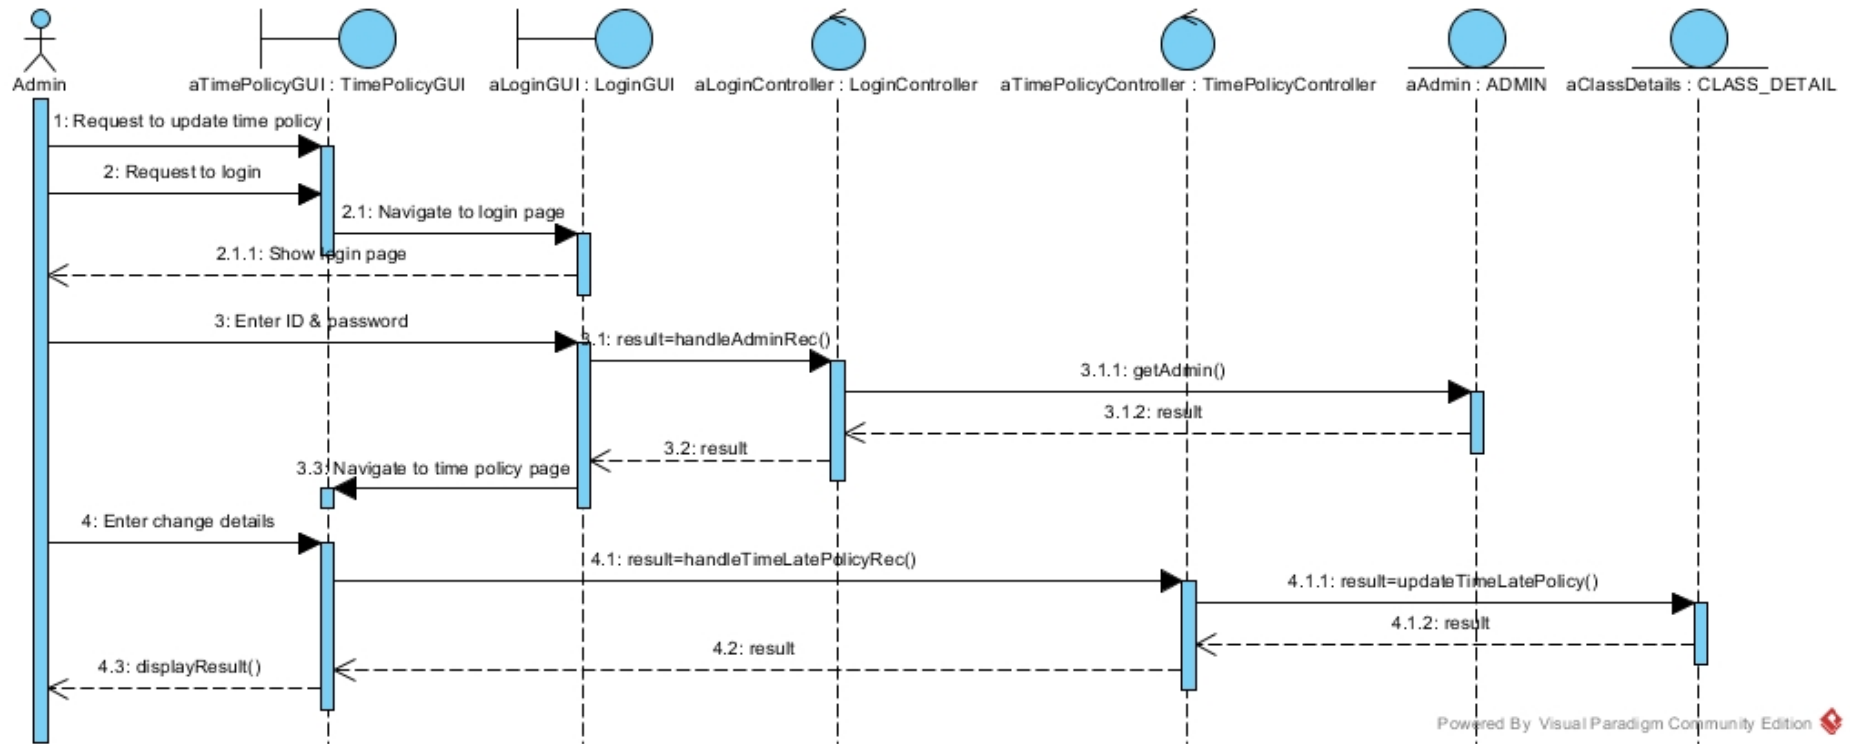 Admin
aTimePolicyGUI : TimePolicyGUI
aLoginGUI : LoginGUI
aLoginController : LoginController
aTimePolicyController : TimePolicyController
aAdmin : ADMIN
aClassDetails : CLASS_DETAIL
1: Request to update time policy
2: Request to login
2.1: Navigate to login page
2.1.1: Show login page
3: Enter ID & password
3.1: result=handleAdminRec()
3.1.1: getAdmin()
3.1.2: result
3.2: result
3.3: Navigate to time policy page
4: Enter change details
4.1: result=handleTimeLatePolicyRec()
4.1.1: result=updateTimeLatePolicy()
4.1.2: result
4.2: result
4.3: displayResult()
Powered By Visual Paradigm Community Edition